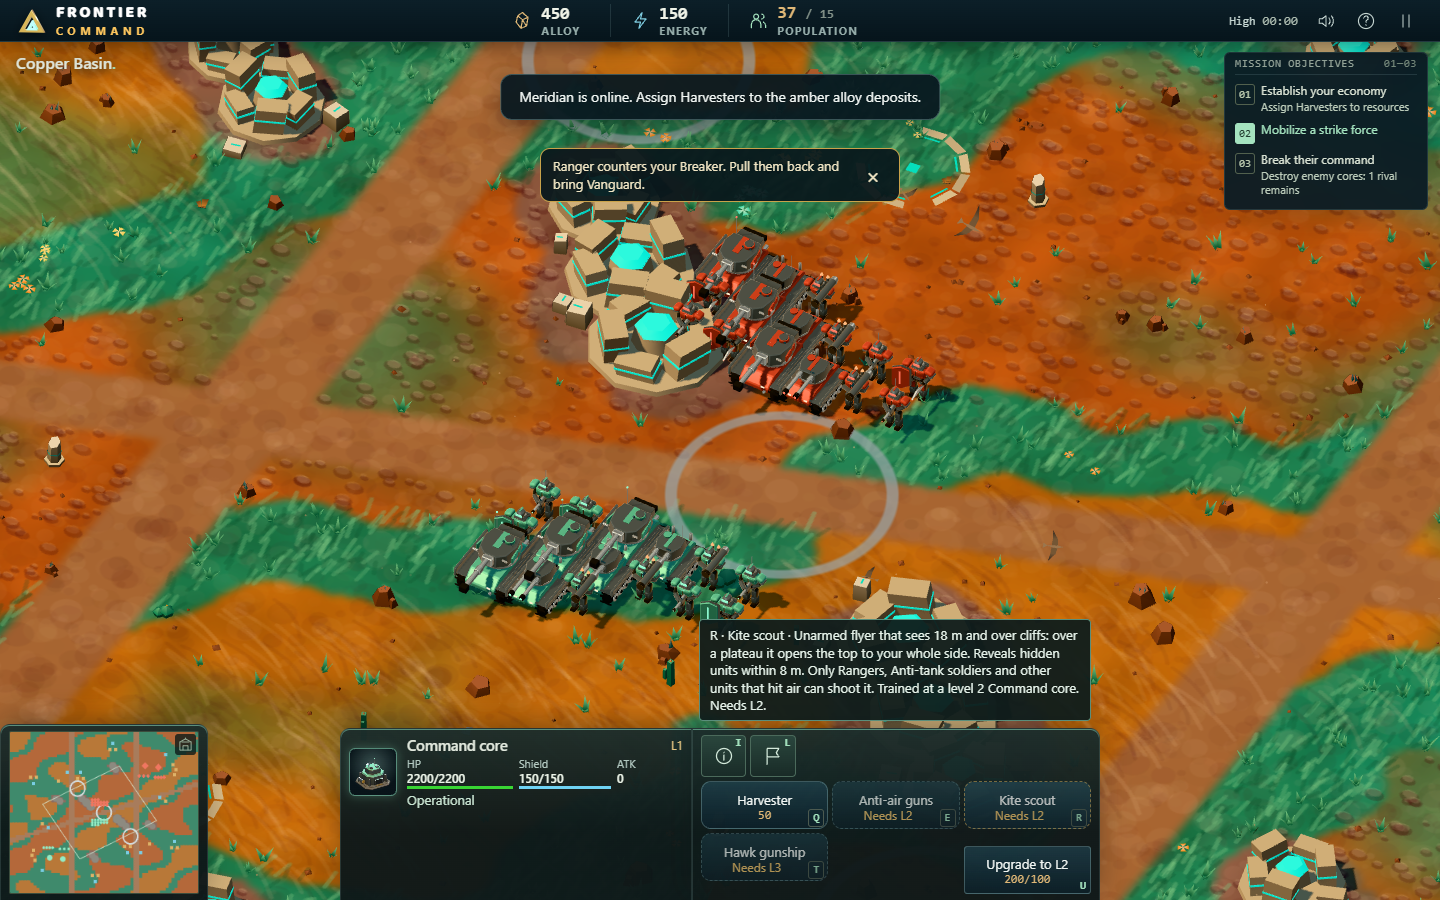 FRONTIER
COMMAND
450
ALLOY
150
ENERGY
37 / 15
POPULATION
High 00:00
Copper Basin.
Meridian is online. Assign Harvesters to the amber alloy deposits.
Ranger counters your Breaker. Pull them back and
bring Vanguard.
MISSION OBJECTIVES 01—03
01 Establish your economy
Assign Harvesters to resources
02 Mobilize a strike force
03 Break their command
Destroy enemy cores: 1 rival
remains
R · Kite scout · Unarmed flyer that sees 18 m and over cliffs: over
a plateau it opens the top to your whole side. Reveals hidden
units within 8 m. Only Rangers, Anti-tank soldiers and other
units that hit air can shoot it. Trained at a level 2 Command core.
Needs L2.
Command core L1
HP Shield ATK
2200/2200 150/150 0
Operational
I L
Harvester
50 Q
Anti-air guns
Needs L2 E
Kite scout
Needs L2 R
Hawk gunship
Needs L3 T
Upgrade to L2
200/100 U